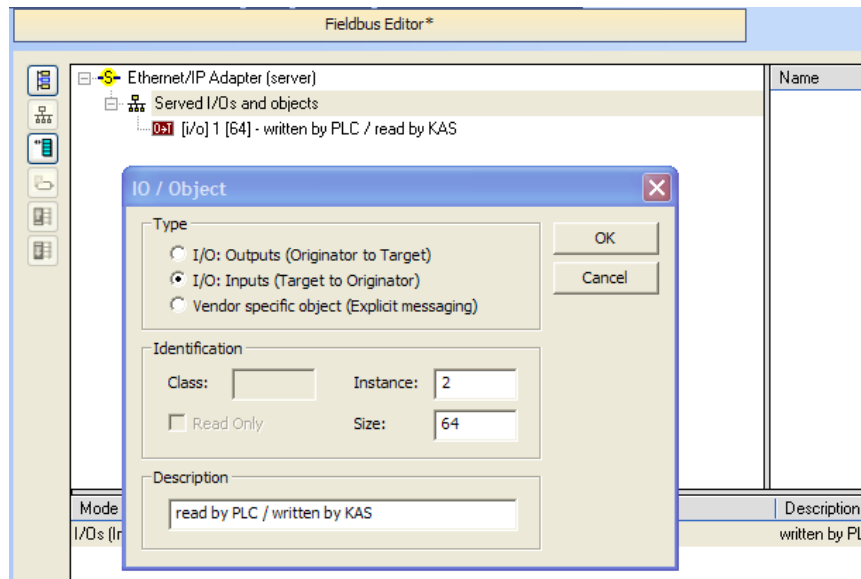 Fieldbus Editor*
Ethernet/IP Adapter (server)
Name
Served I/Os and objects
[i/o] 1 [64] - written by PLC / read by KAS
IO / Object
Type
I/O: Outputs (Originator to Target)
I/O: Inputs (Target to Originator)
Vendor specific object (Explicit messaging)
OK
Cancel
Identification
Class:
Instance: 2
Read Only
Size: 64
Description
read by PLC / written by KAS
Mode
Description
I/Os (In
written by PL